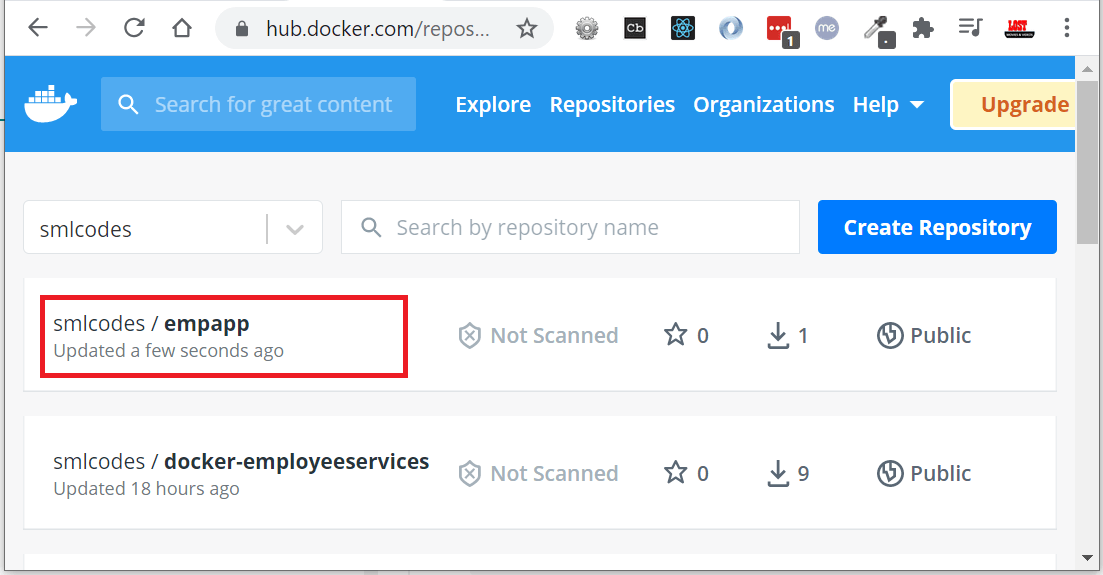 hub.docker.com/repos...
cb
1
me
LOST
Search for great content
Explore Repositories Organizations Help Upgrade
smlcodes
Search by repository name
Create Repository
smlcodes / empapp
Updated a few seconds ago
Not Scanned
0
1
Public
smlcodes / docker-employeeservices
Updated 18 hours ago
Not Scanned
0
9
Public